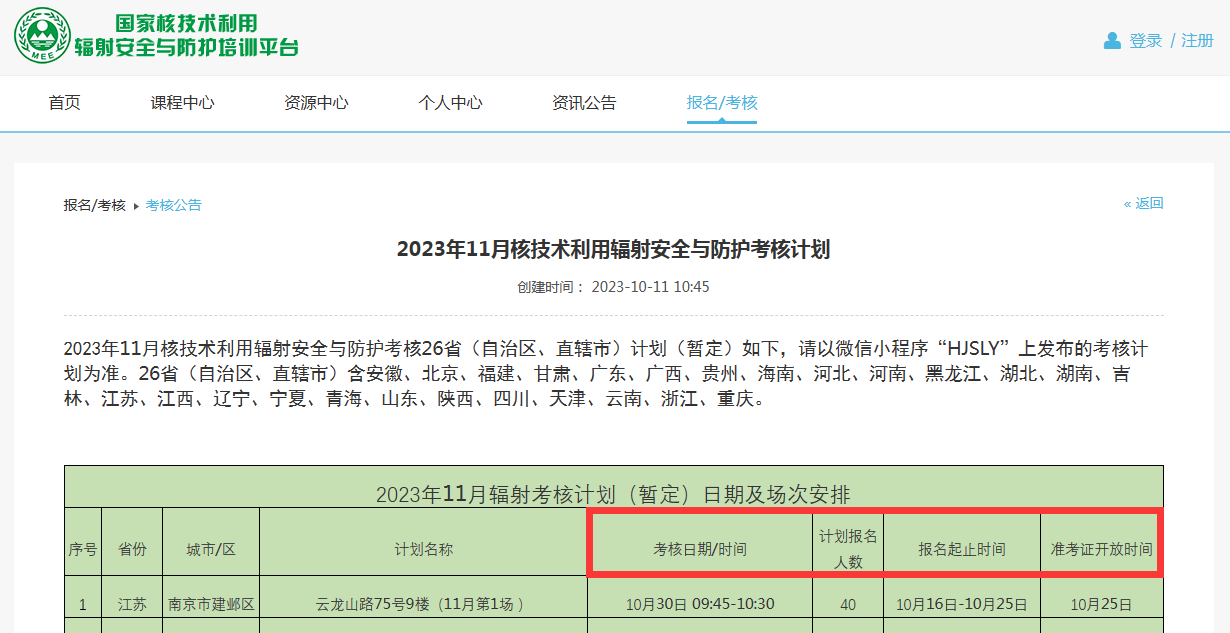 国家核技术利用
辐射安全与防护培训平台
MEE
登录 / 注册
首页
课程中心
资源中心
个人中心
资讯公告
报名/考核
报名/考核 ▸ 考核公告
« 返回
2023年11月核技术利用辐射安全与防护考核计划
创建时间： 2023-10-11 10:45
2023年11月核技术利用辐射安全与防护考核26省（自治区、直辖市）计划（暂定）如下，请以微信小程序“HJSLY”上发布的考核计
划为准。26省（自治区、直辖市）含安徽、北京、福建、甘肃、广东、广西、贵州、海南、河北、河南、黑龙江、湖北、湖南、吉
林、江苏、江西、辽宁、宁夏、青海、山东、陕西、四川、天津、云南、浙江、重庆。
2023年11月辐射考核计划（暂定）日期及场次安排
序号 省份 城市/区 计划名称 考核日期/时间 计划报名
人数 报名起止时间 准考证开放时间
1 江苏 南京市建邺区 云龙山路75号9楼（11月第1场 ） 10月30日 09:45-10:30 40 10月16日-10月25日 10月25日